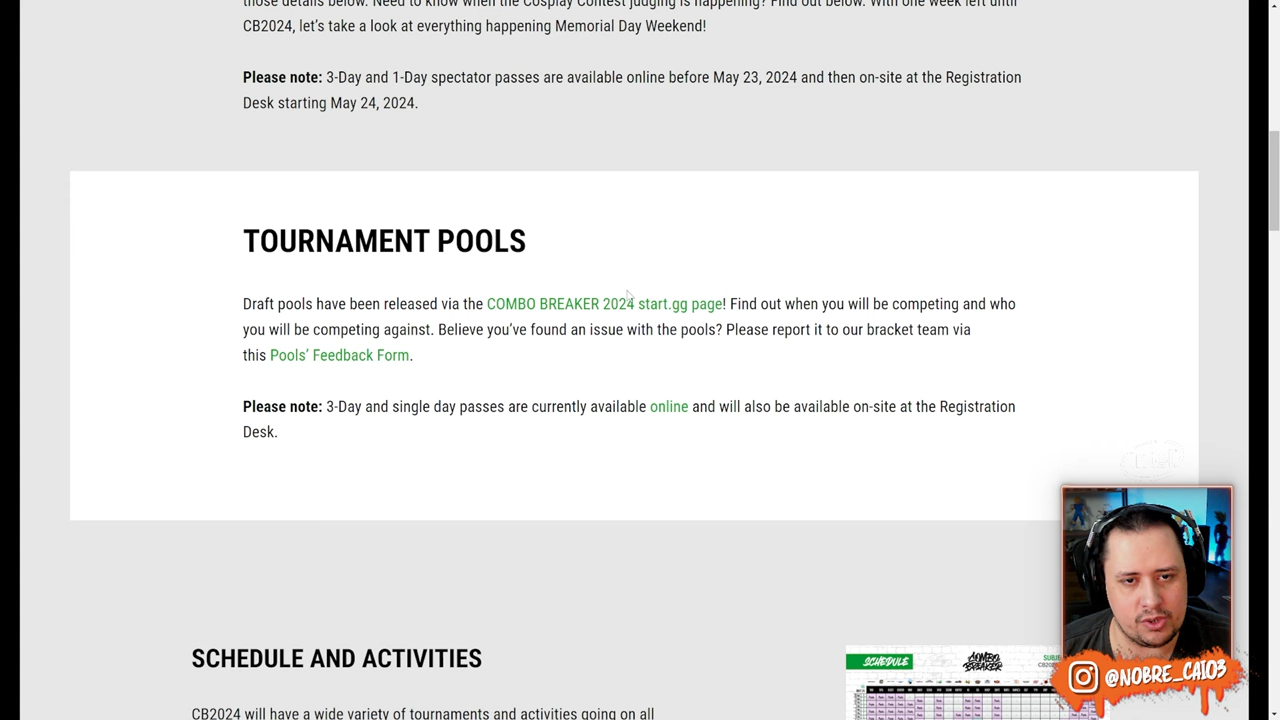 those details below. Need to know when the Cosplay Contest judging is happening? Find out below. With one week left until
CB2024, let’s take a look at everything happening Memorial Day Weekend!
Please note: 3-Day and 1-Day spectator passes are available online before May 23, 2024 and then on-site at the Registration
Desk starting May 24, 2024.
TOURNAMENT POOLS
Draft pools have been released via the COMBO BREAKER 2024 start.gg page! Find out when you will be competing and who
you will be competing against. Believe you’ve found an issue with the pools? Please report it to our bracket team via
this Pools’ Feedback Form.
Please note: 3-Day and single day passes are currently available online and will also be available on-site at the Registration
Desk.
SCHEDULE AND ACTIVITIES
SCHEDULE
COMBO
BREAKER
CB2024 will have a wide variety of tournaments and activities going on all
@NOBRE_CAIO3